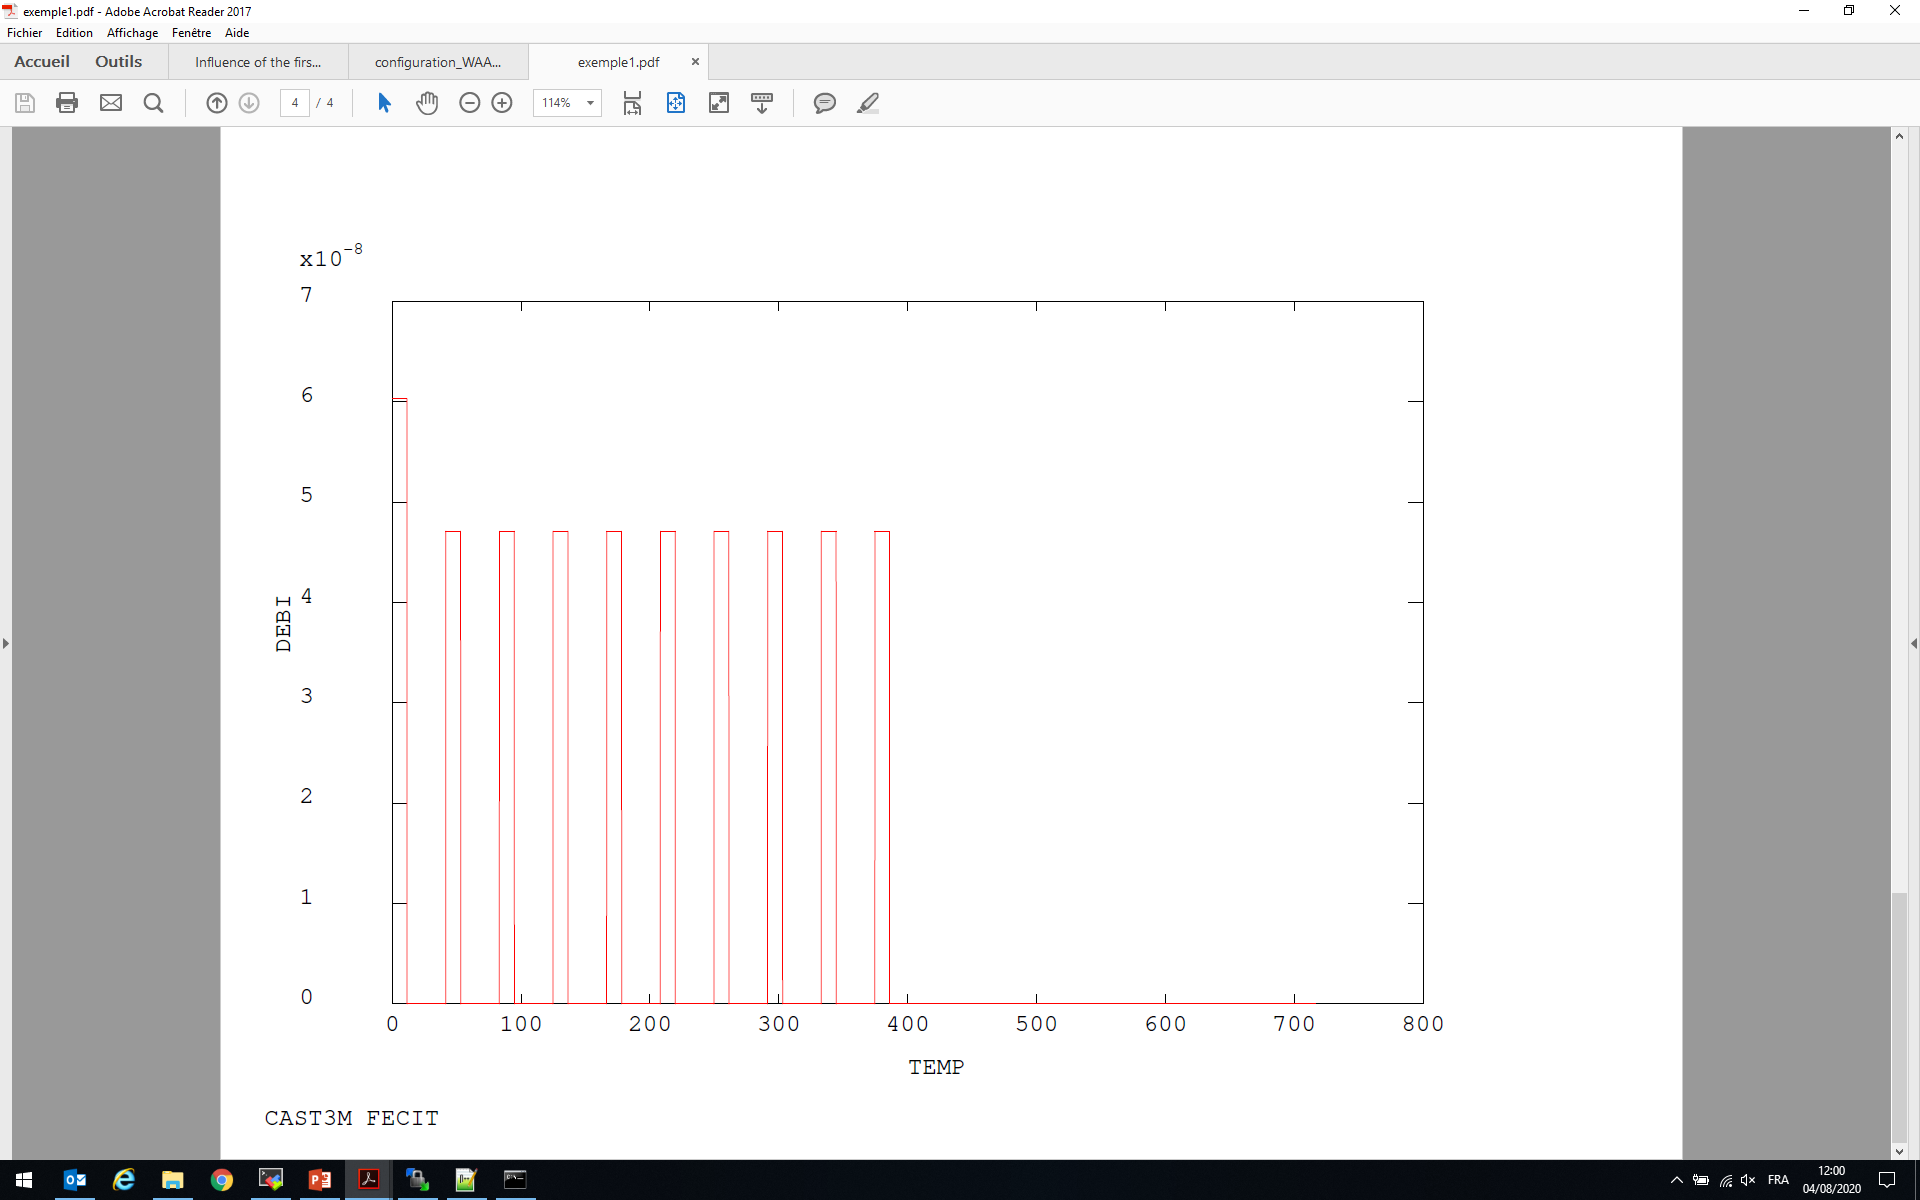 exemple1.pdf - Adobe Acrobat Reader 2017
Fichier Edition Affichage Fenêtre Aide
Accueil Outils Influence of the firs... configuration_WAA... exemple1.pdf
4 / 4 114%
x10-8
7
6
5
4
3
2
1
0
DEBI
0 100 200 300 400 500 600 700 800
TEMP
CAST3M FECIT
FRA
12:00
04/08/2020